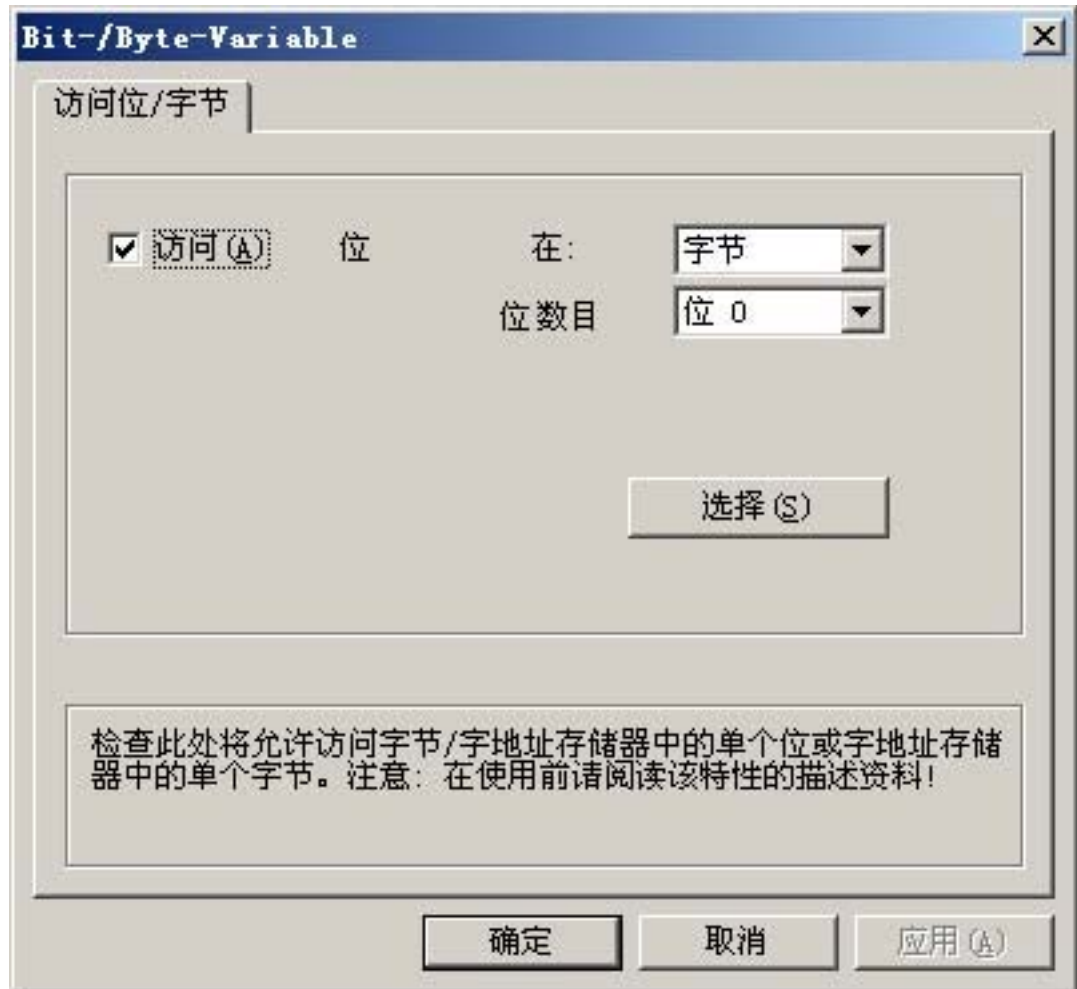 Bit-/Byte-Variable
访问位/字节
访问(A) 位 在: 字节
位数目 位 0
选择(S)
检查此处将允许访问字节/字地址存储器中的单个位或字地址存储
器中的单个字节。注意: 在使用前请阅读该特性的描述资料!
确定 取消 应用(A)